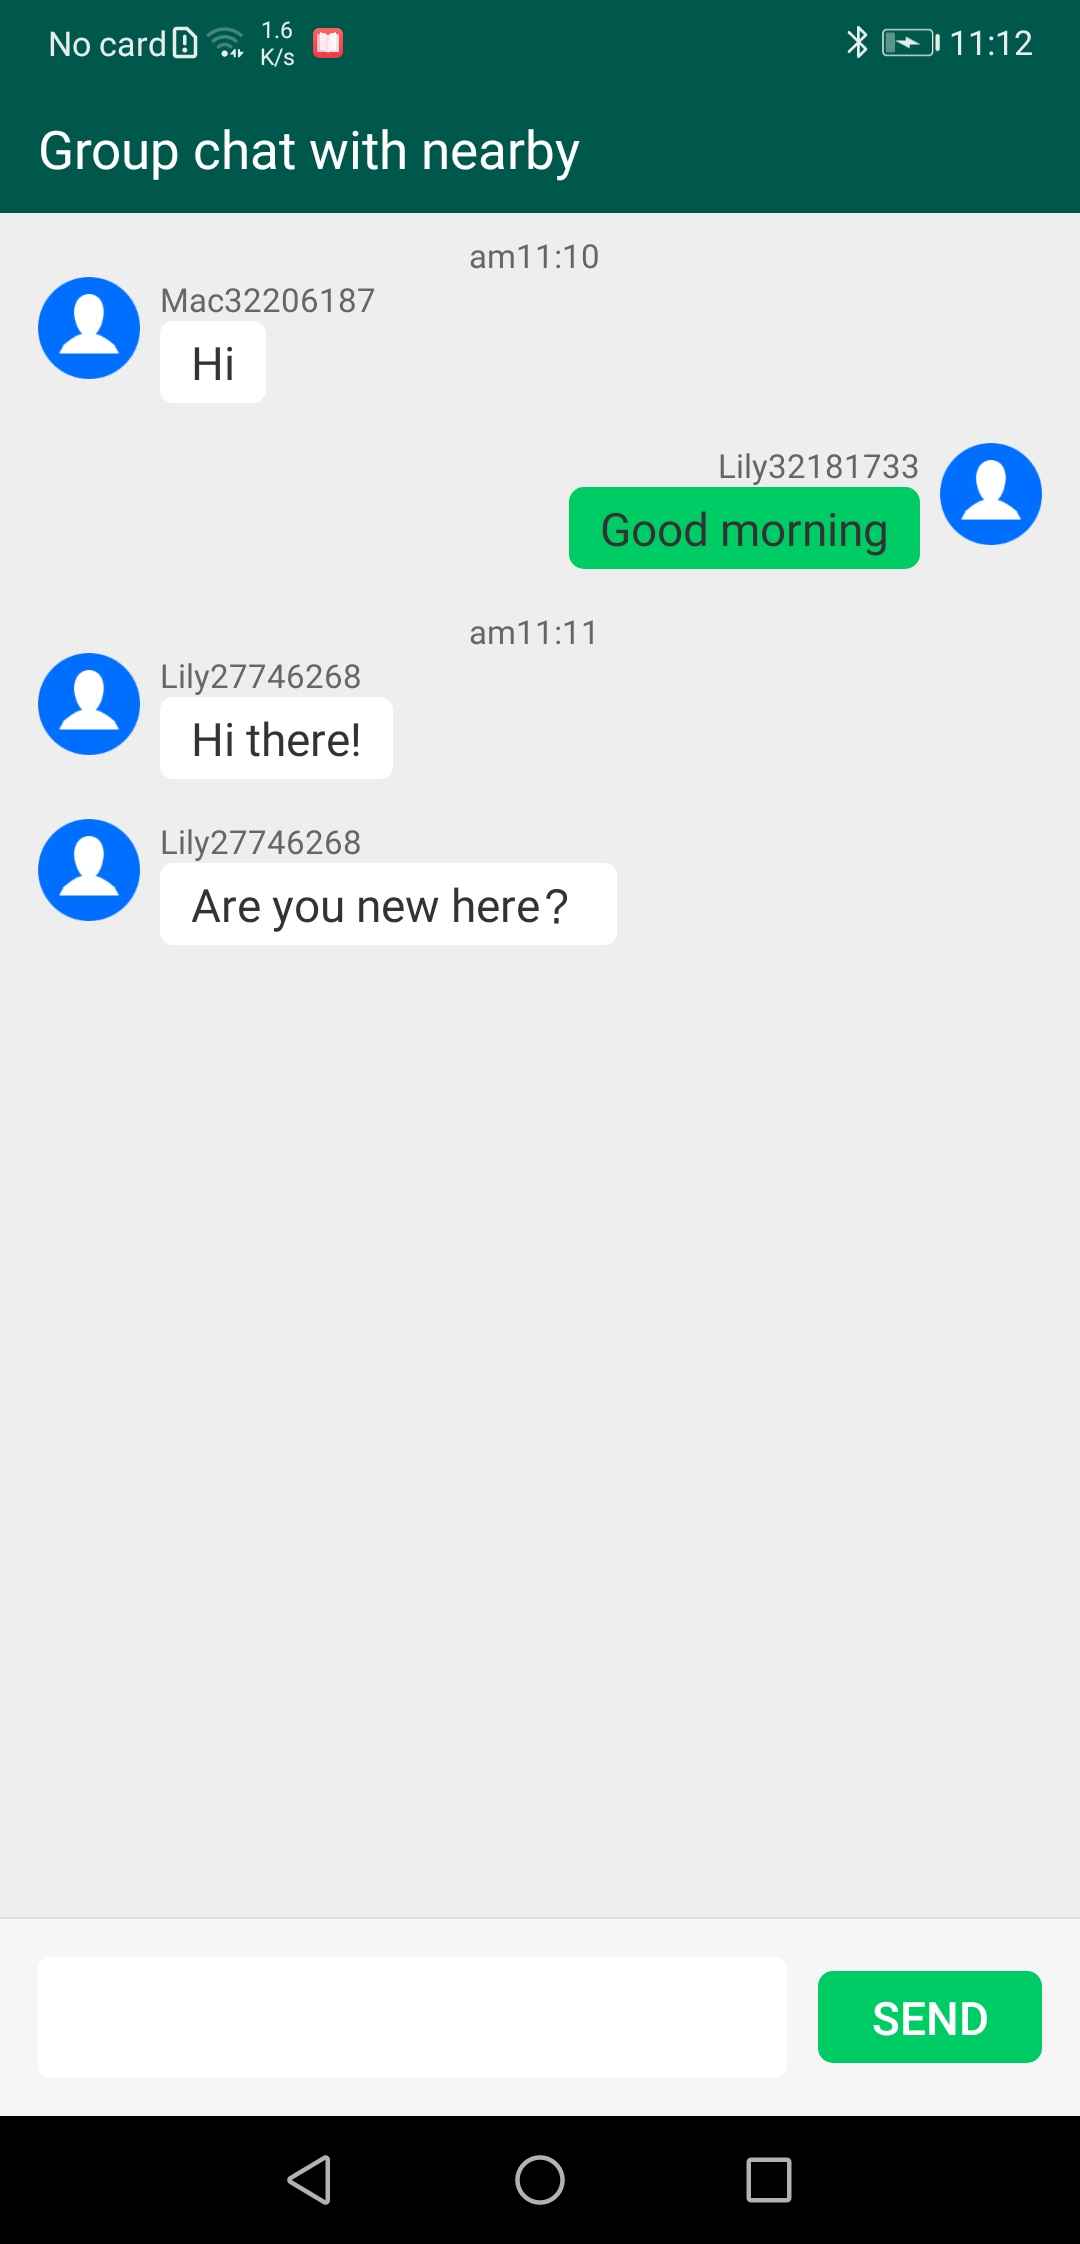 No card 1.6 K/s 11:12
Group chat with nearby
am11:10
Mac32206187
Hi
Lily32181733
Good morning
am11:11
Lily27746268
Hi there!
Lily27746268
Are you new here？
SEND